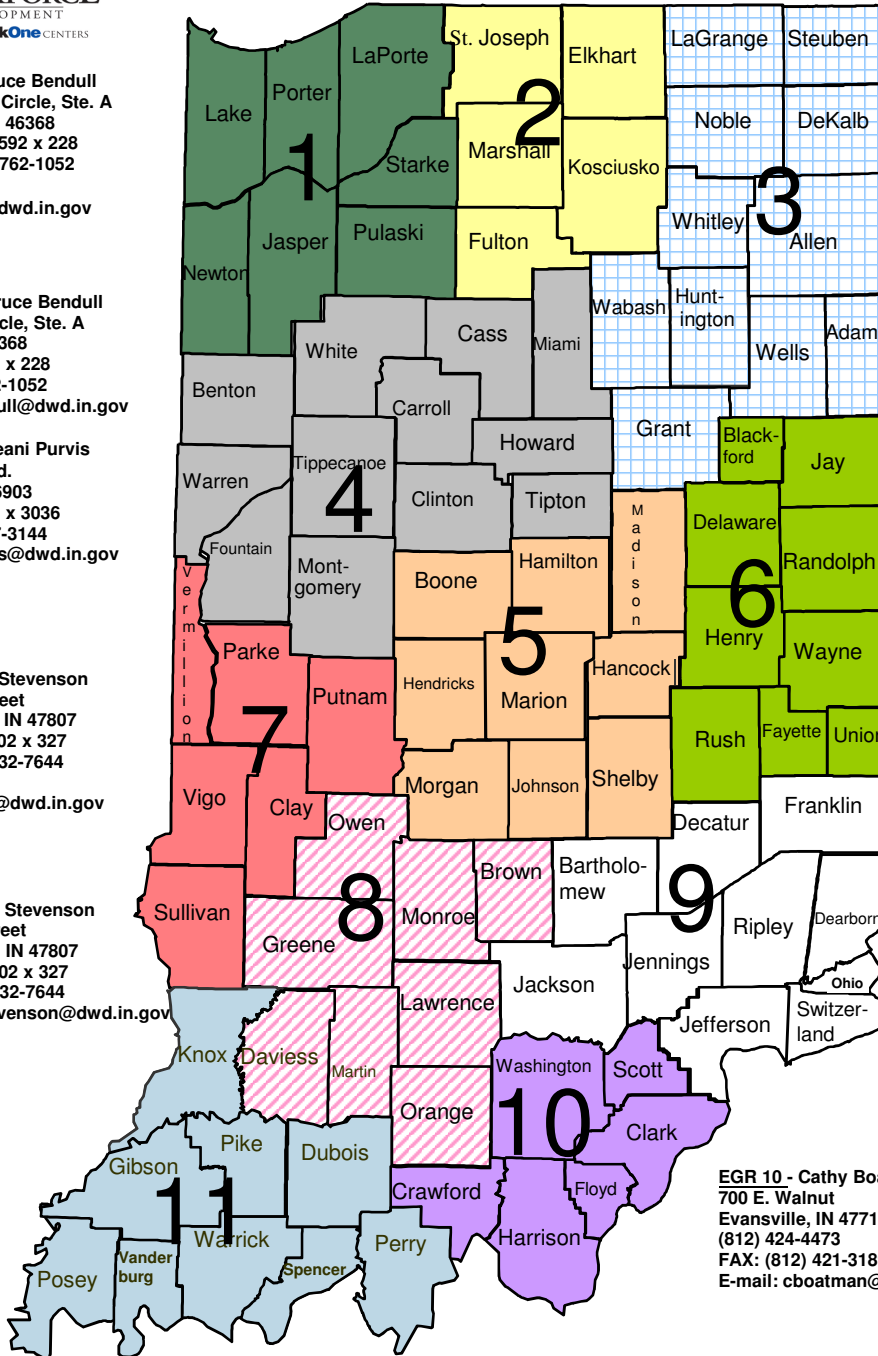 OPMENT
One CENTERS
uce Bendull
Circle, Ste. A
46368
592 x 228
762-1052
dwd.in.gov
ruce Bendull
cle, Ste. A
368
x 228
2-1052
ull@dwd.in.gov
eani Purvis
d.
6903
x 3036
7-3144
s@dwd.in.gov
Stevenson
eet
IN 47807
02 x 327
32-7644
@dwd.in.gov
Stevenson
eet
IN 47807
02 x 327
32-7644
venson@dwd.in.gov
LaPorte
St. Joseph
Elkhart
LaGrange
Steuben
Lake
Porter
1
2
Noble
DeKalb
Starke
Marshall
Kosciusko
Whitley
3
Allen
Newton
Jasper
Pulaski
Fulton
Wabash
Hunt-
ington
Wells
Adam
White
Cass
Miami
Benton
Carroll
Grant
Black-
ford
Jay
Warren
Tippecanoe
4
Howard
Clinton
Tipton
Madison
Delaware
Randolph
Fountain
Mont-
gomery
Boone
Hamilton
5
6
Henry
Wayne
Vermillion
Parke
Putnam
7
Hendricks
Marion
Hancock
Rush
Fayette
Union
Vigo
Clay
Morgan
Johnson
Shelby
Owen
Decatur
Franklin
8
Brown
Bartholo-
mew
9
Sullivan
Greene
Monroe
Ripley
Dearborn
Jennings
Jackson
Ohio
Lawrence
Jefferson
Switzer-
land
Knox
Daviess
Martin
Washington
Scott
Orange
10
Clark
Pike
Dubois
Gibson
11
Crawford
Floyd
Harrison
Warrick
Perry
Posey
Vander
burg
Spencer
EGR 10 - Cathy Boa
700 E. Walnut
Evansville, IN 4771
(812) 424-4473
FAX: (812) 421-318
E-mail: cboatman@